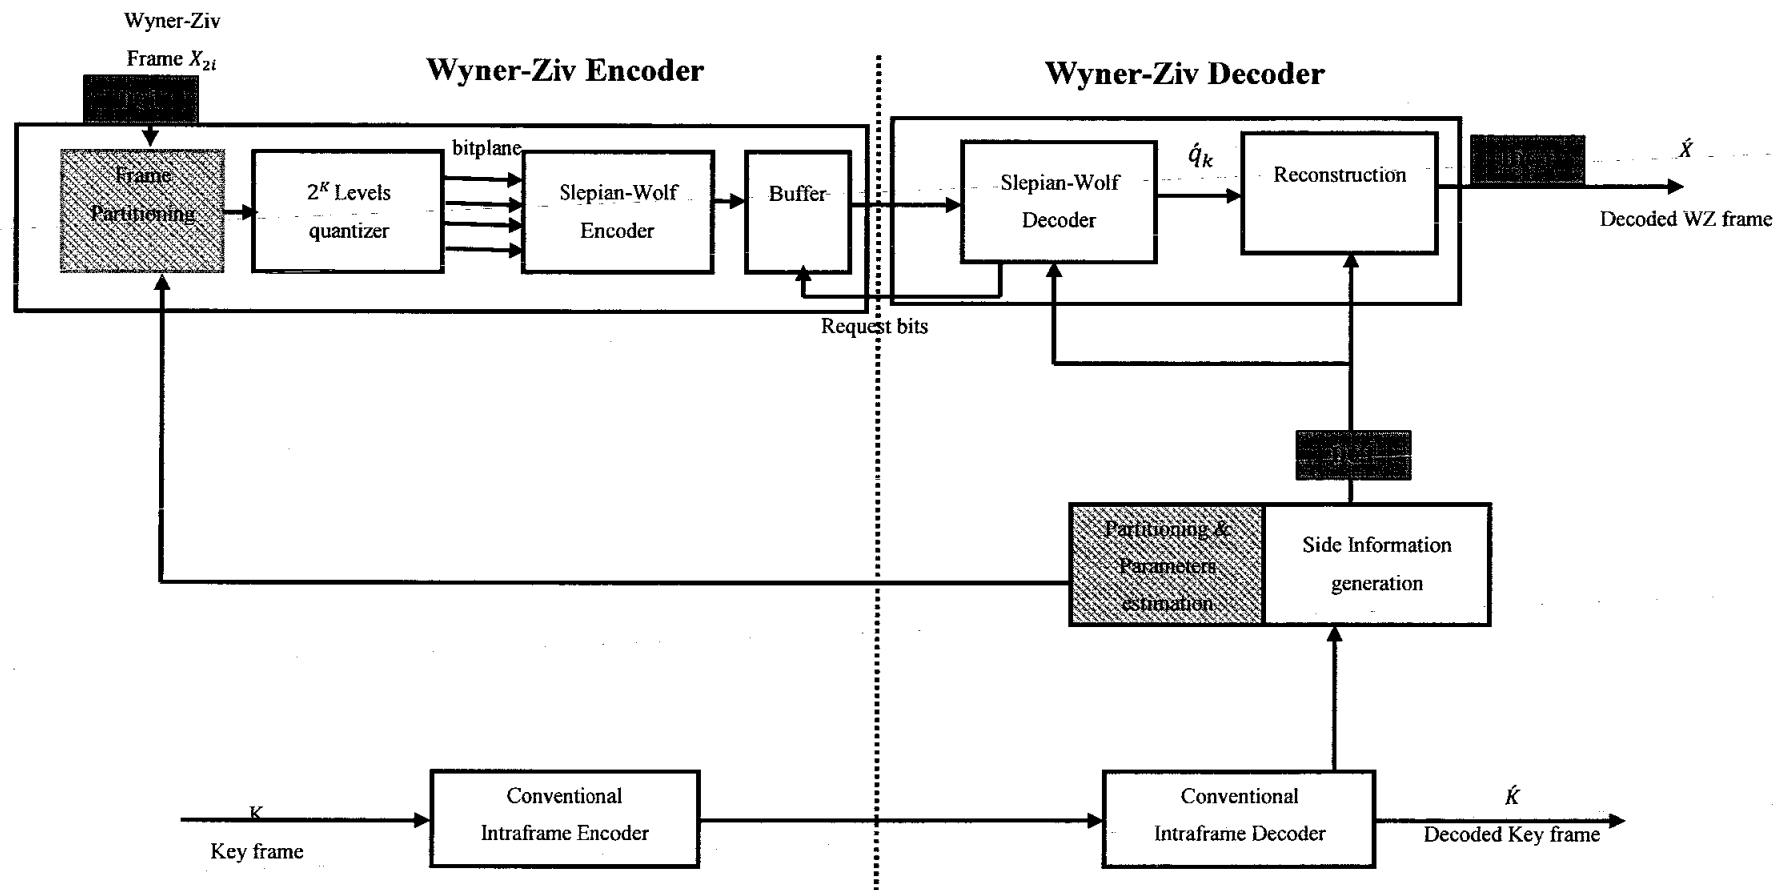 Wyner-Ziv
Frame X₂ᵢ
Wyner-Ziv Encoder
Wyner-Ziv Decoder
Frame
Partitioning
2ᴷ Levels
quantizer
bitplane
Slepian-Wolf
Encoder
Buffer
Request bits
Slepian-Wolf
Decoder
q́ₖ
Reconstruction
X́
Decoded WZ frame
Partitioning &
Parameters
estimation
Side Information
generation
K
Key frame
Conventional
Intraframe Encoder
Conventional
Intraframe Decoder
Ḱ
Decoded Key frame